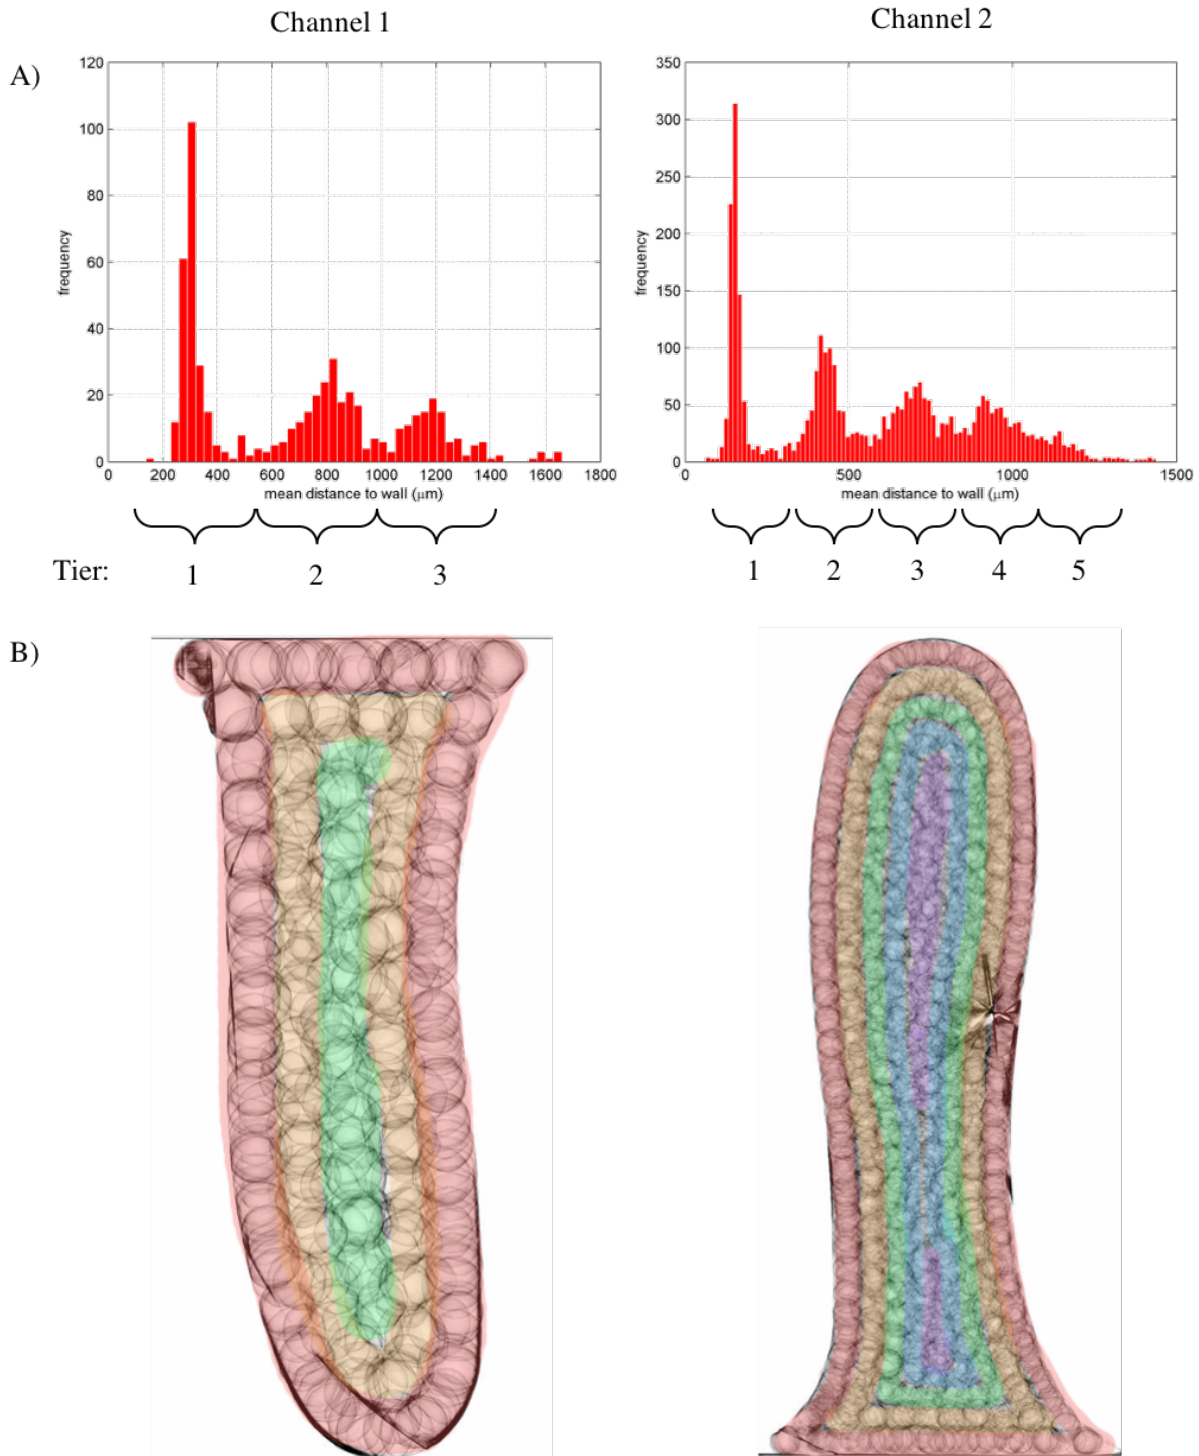 Channel 1
Channel 2
A)
120
100
80
60
40
20
0
frequency
0 200 400 600 800 1000 1200 1400 1600 1800
mean distance to wall (μm)
350
300
250
200
150
100
50
0
frequency
0 500 1000 1500
mean distance to wall (μm)
Tier: 1 2 3
1 2 3 4 5
B)